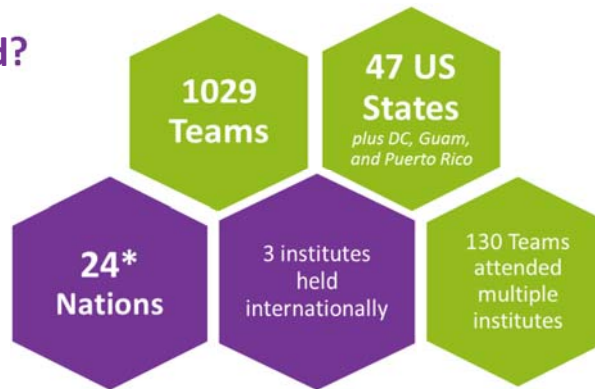 d?
1029
Teams
47 US
States
plus DC, Guam,
and Puerto Rico
24*
Nations
3 institutes
held
internationally
130 Teams
attended
multiple
institutes